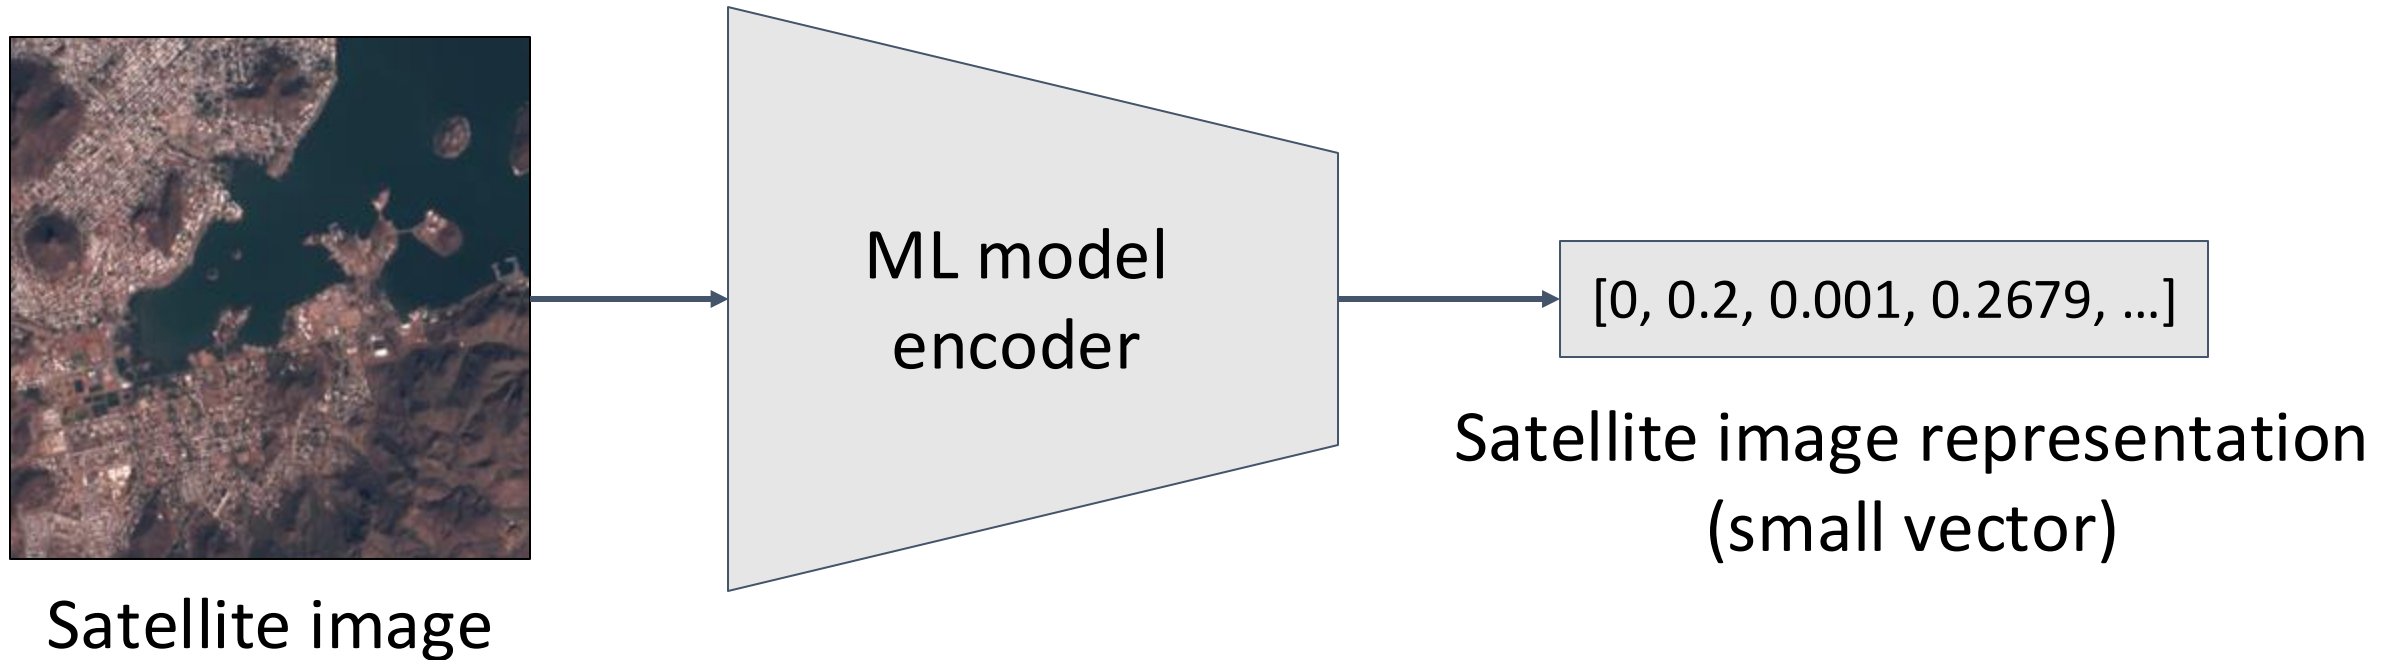 Satellite image
ML model
encoder
[0, 0.2, 0.001, 0.2679, …]
Satellite image representation
(small vector)